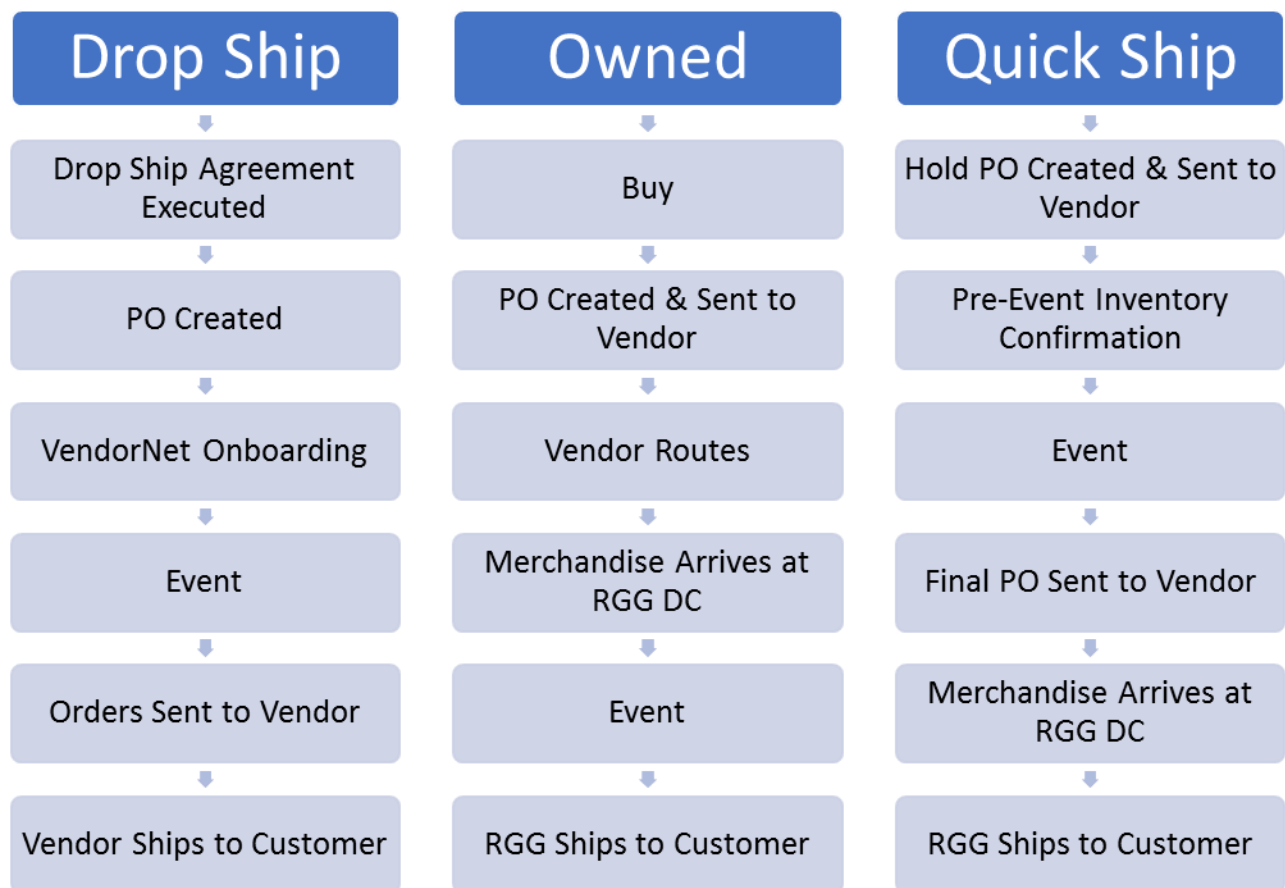 Drop Ship
Drop Ship Agreement
Executed
PO Created
VendorNet Onboarding
Event
Orders Sent to Vendor
Vendor Ships to Customer
Owned
Buy
PO Created & Sent to
Vendor
Vendor Routes
Merchandise Arrives at
RGG DC
Event
RGG Ships to Customer
Quick Ship
Hold PO Created & Sent to
Vendor
Pre-Event Inventory
Confirmation
Event
Final PO Sent to Vendor
Merchandise Arrives at
RGG DC
RGG Ships to Customer